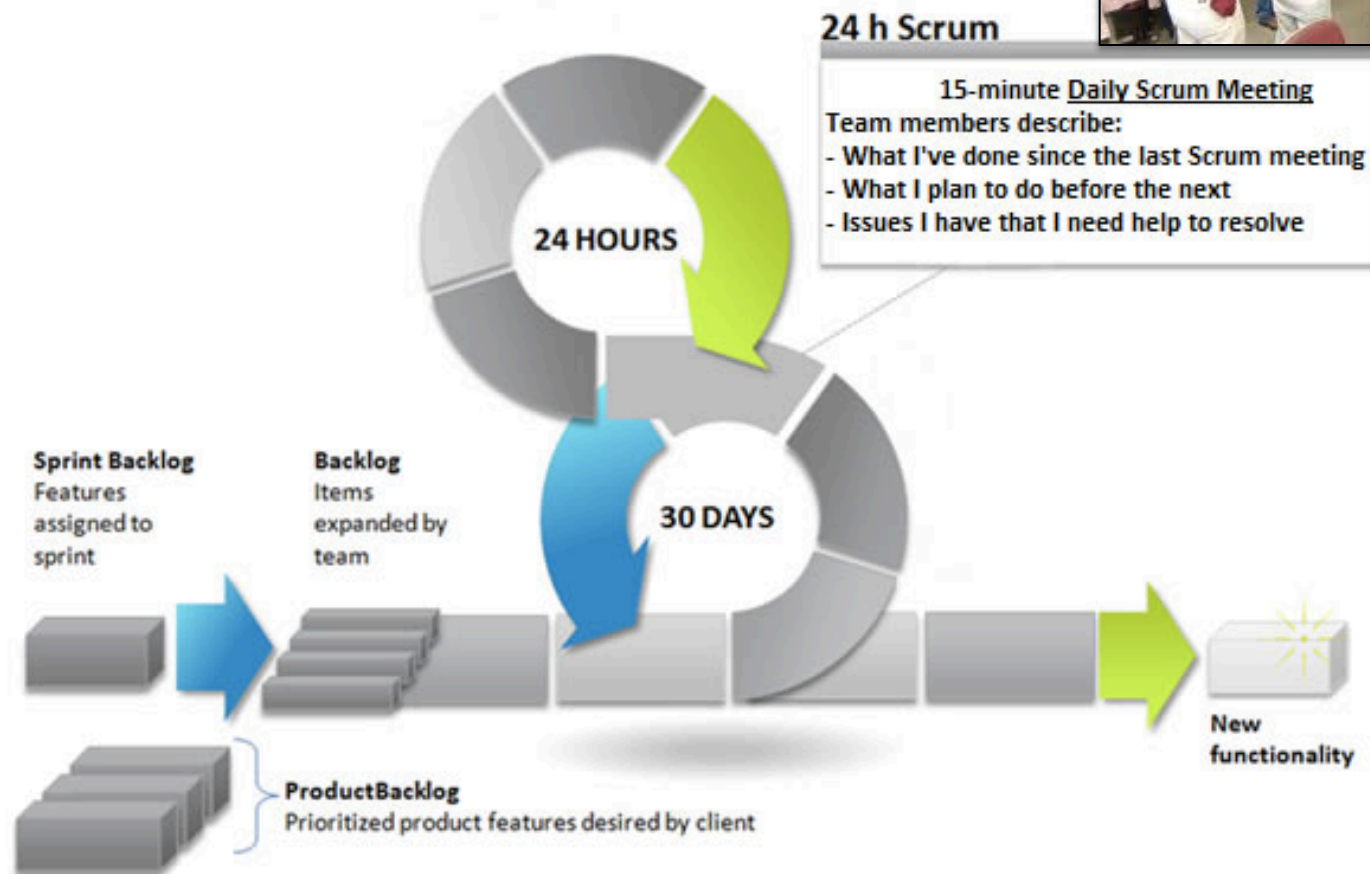 24 h Scrum
15-minute Daily Scrum Meeting
Team members describe:
- What I've done since the last Scrum meeting
- What I plan to do before the next
- Issues I have that I need help to resolve
24 HOURS
30 DAYS
Sprint Backlog
Features
assigned to
sprint
Backlog
Items
expanded by
team
New
functionality
ProductBacklog
Prioritized product features desired by client